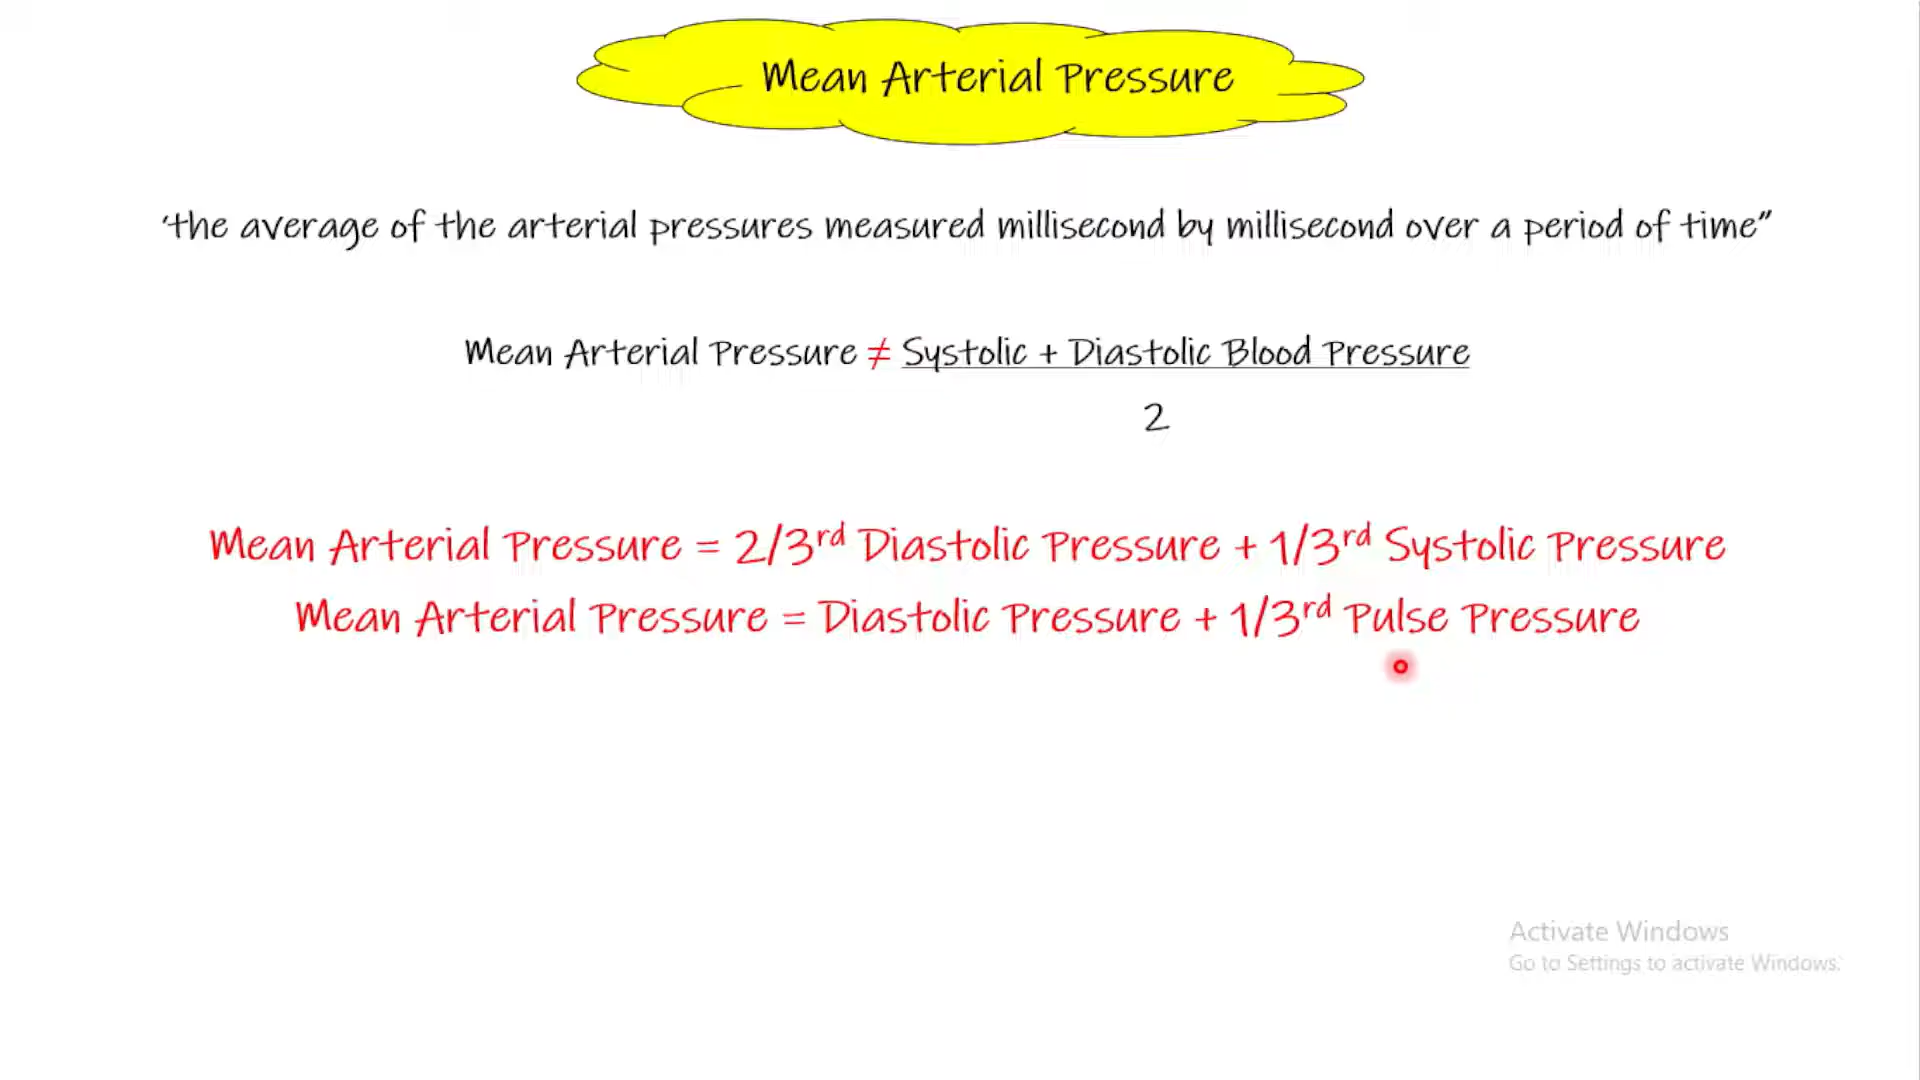 Mean Arterial Pressure
‘the average of the arterial pressures measured millisecond by millisecond over a period of time”
Mean Arterial Pressure ≠ Systolic + Diastolic Blood Pressure
2
Mean Arterial Pressure = 2/3rd Diastolic Pressure + 1/3rd Systolic Pressure
Mean Arterial Pressure = Diastolic Pressure + 1/3rd Pulse Pressure
Activate Windows
Go to Settings to activate Windows.